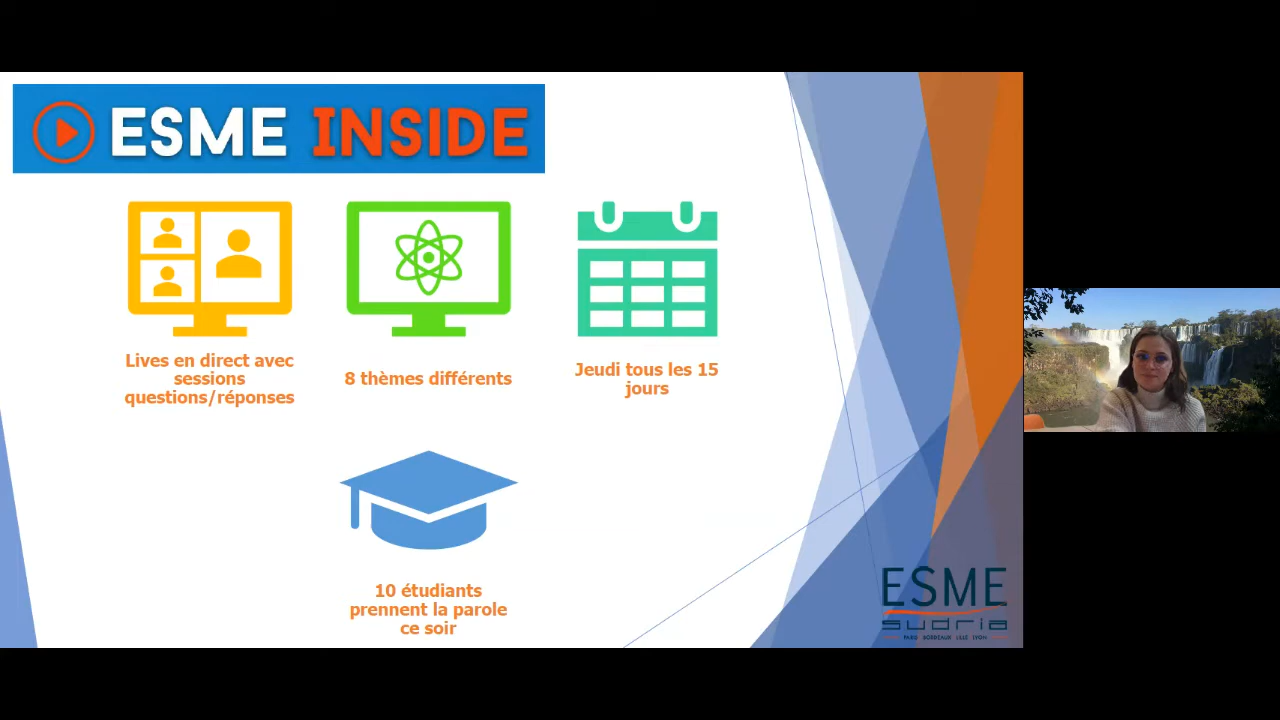 ESME INSIDE
Lives en direct avec
sessions
questions/réponses
8 thèmes différents
Jeudi tous les 15
jours
10 étudiants
prennent la parole
ce soir
ESME
sudria
PARIS BORDEAUX LILLE LYON